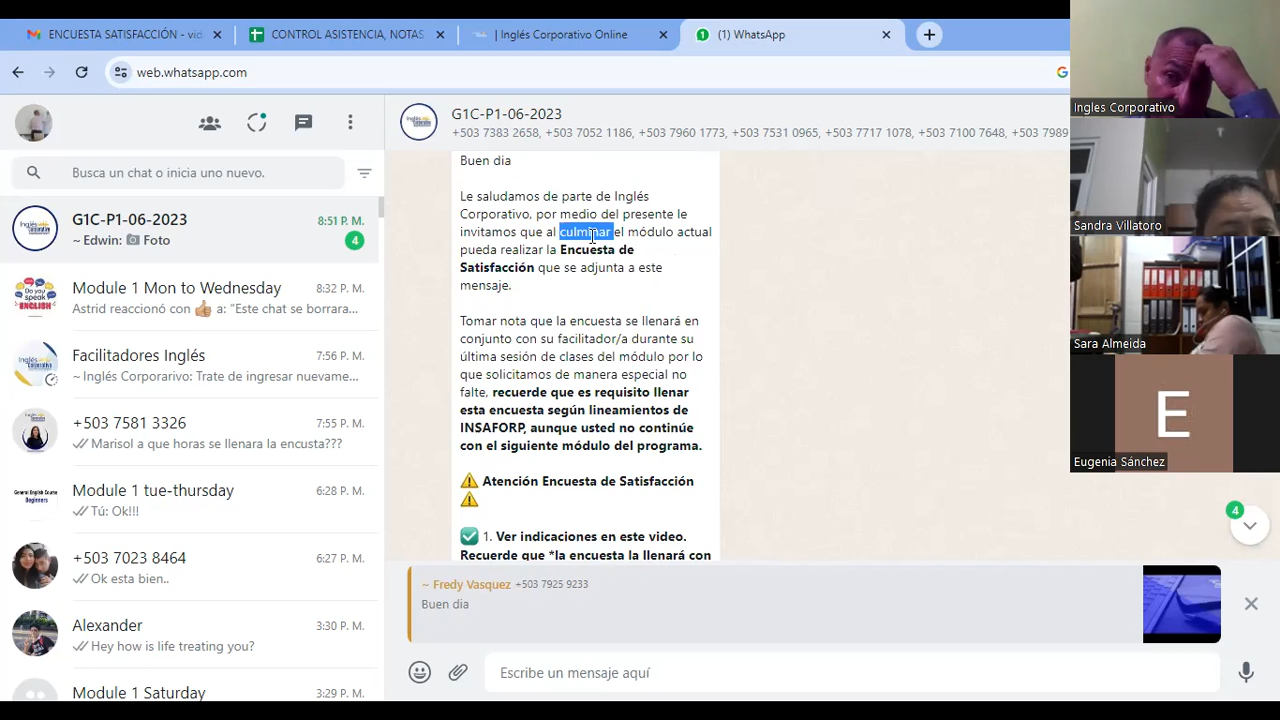 ENCUESTA SATISFACCIÓN - vid
CONTROL ASISTENCIA, NOTAS
| Inglés Corporativo Online
(1) WhatsApp
web.whatsapp.com
G1C-P1-06-2023
+503 7383 2658, +503 7052 1186, +503 7960 1773, +503 7531 0965, +503 7717 1078, +503 7100 7648, +503 7989
Busca un chat o inicia uno nuevo.
G1C-P1-06-2023
8:51 P. M.
~ Edwin: Foto
4
Module 1 Mon to Wednesday
8:32 P. M.
Astrid reaccionó con 👍 a: "Este chat se borrara...
Facilitadores Inglés
7:56 P. M.
~ Inglés Corporarivo: Trate de ingresar nuevame...
+503 7581 3326
7:55 P. M.
Marisol a que horas se llenara la encusta???
Module 1 tue-thursday
6:28 P. M.
Tú: Ok!!!
+503 7023 8464
6:27 P. M.
Ok esta bien..
Alexander
3:30 P. M.
Hey how is life treating you?
Module 1 Saturday
3:29 P. M.
Buen dia
Le saludamos de parte de Inglés
Corporativo, por medio del presente le
invitamos que al culminar el módulo actual
pueda realizar la Encuesta de
Satisfacción que se adjunta a este
mensaje.
Tomar nota que la encuesta se llenará en
conjunto con su facilitador/a durante su
última sesión de clases del módulo por lo
que solicitamos de manera especial no
falte, recuerde que es requisito llenar
esta encuesta según lineamientos de
INSAFORP, aunque usted no continúe
con el siguiente módulo del programa.
⚠️ Atención Encuesta de Satisfacción
⚠️
✅ 1. Ver indicaciones en este video.
Recuerde que *la encuesta la llenará con
4
~ Fredy Vasquez +503 7925 9233
Buen dia
Escribe un mensaje aquí
Ingles Corporativo
Sandra Villatoro
Sara Almeida
E
Eugenia Sánchez